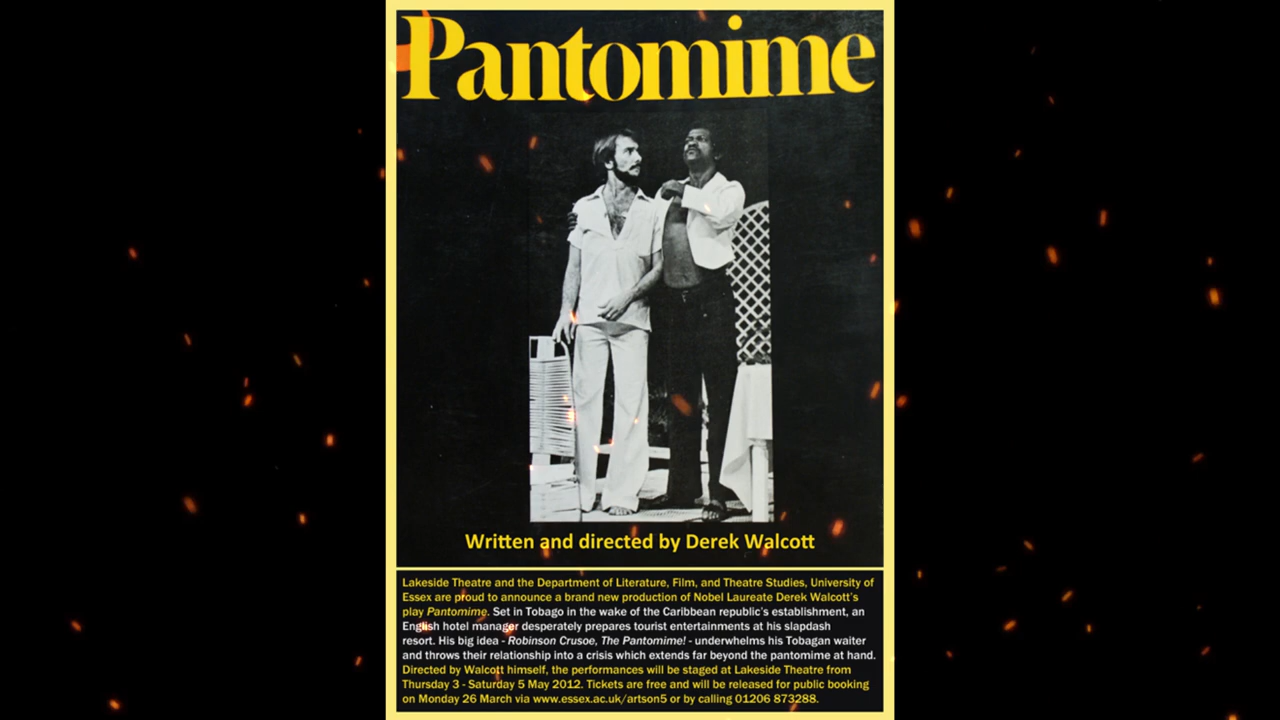 Pantomime
Written and directed by Derek Walcott
Lakeside Theatre and the Department of Literature, Film, and Theatre Studies, University of
Essex are proud to announce a brand new production of Nobel Laureate Derek Walcott's
play Pantomime. Set in Tobago in the wake of the Caribbean republic's establishment, an
English hotel manager desperately prepares tourist entertainments at his slapdash
resort. His big idea - Robinson Crusoe, The Pantomime! - underwhelms his Tobagan waiter
and throws their relationship into a crisis which extends far beyond the pantomime at hand.
Directed by Walcott himself, the performances will be staged at Lakeside Theatre from
Thursday 3 - Saturday 5 May 2012. Tickets are free and will be released for public booking
on Monday 26 March via www.essex.ac.uk/artson5 or by calling 01206 873288.